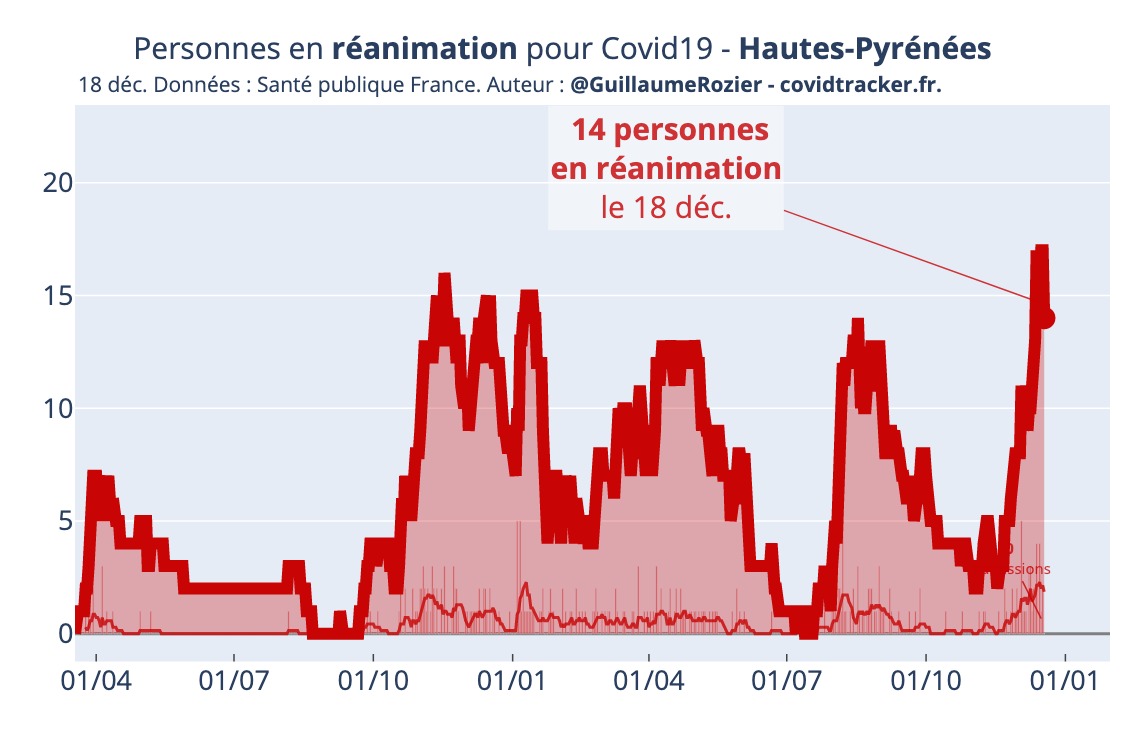 Personnes en réanimation pour Covid19 - Hautes-Pyrénées
18 déc. Données : Santé publique France. Auteur : @GuillaumeRozier - covidtracker.fr.
14 personnes
en réanimation
le 18 déc.
20
15
10
5
0
01/04
01/07
01/10
01/01
01/04
01/07
01/10
01/01